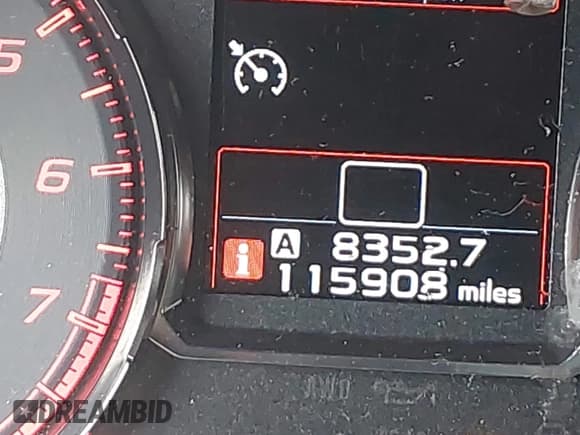 5
6
7
A 8352.7
i 115908 miles
DREAMBID